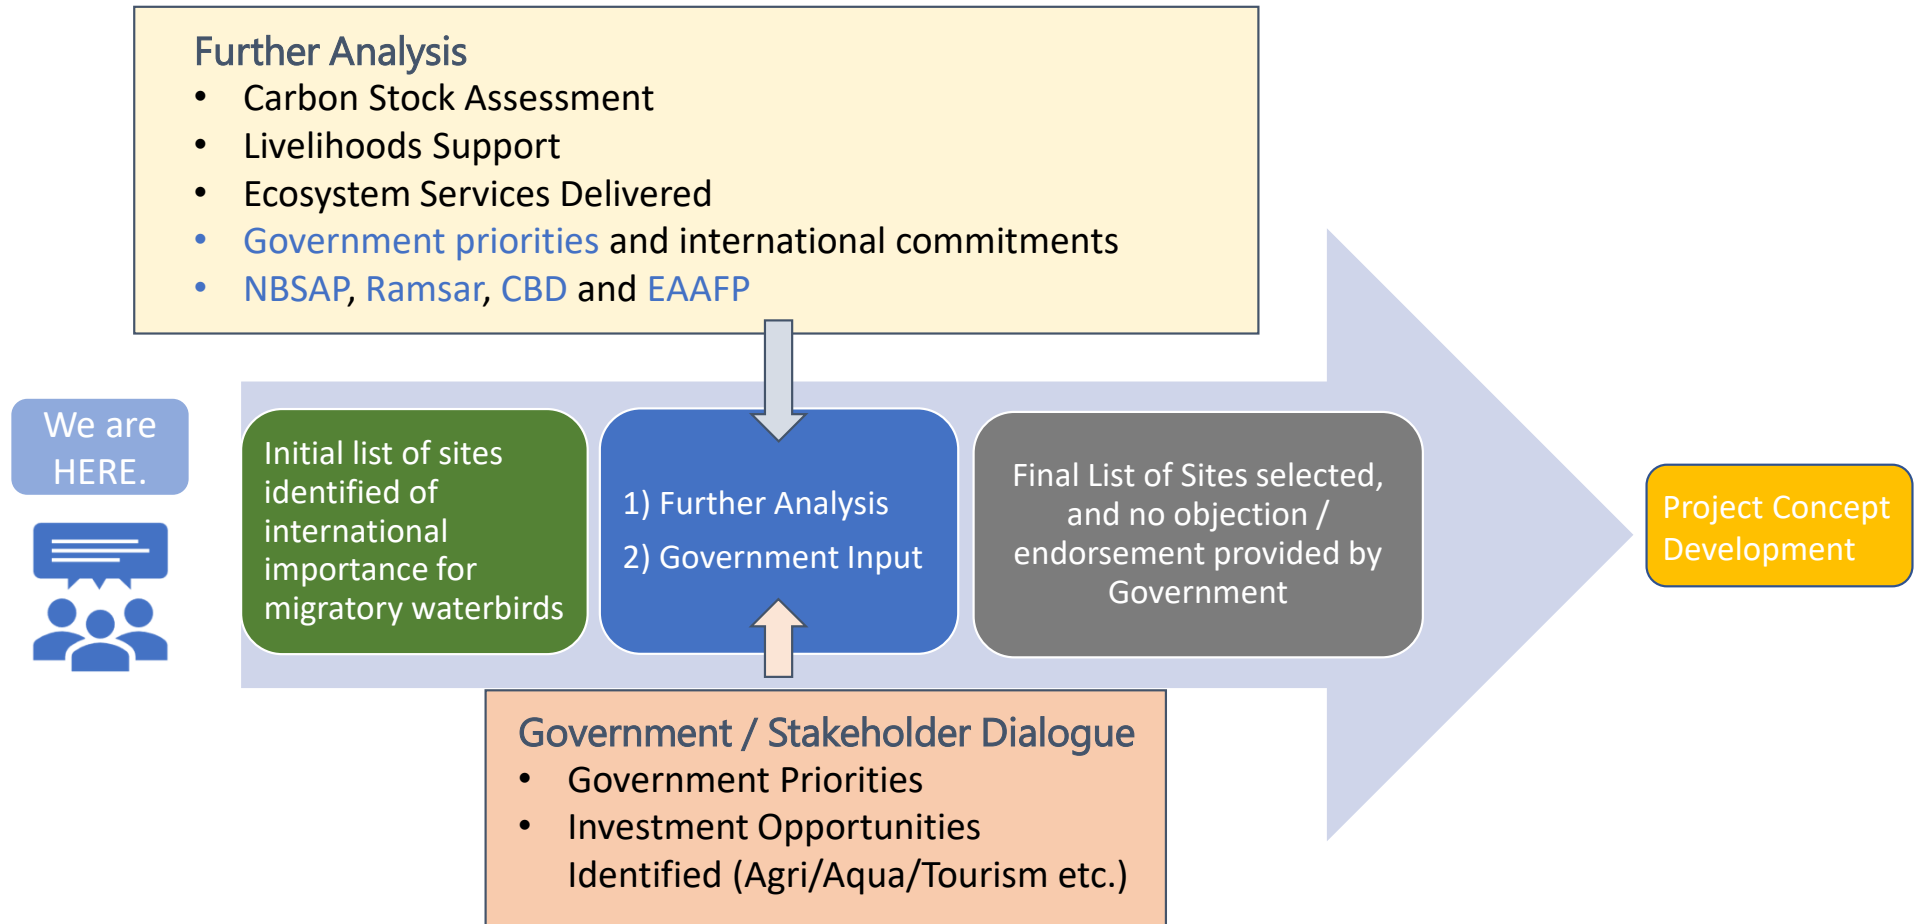 Further Analysis
• Carbon Stock Assessment
• Livelihoods Support
• Ecosystem Services Delivered
• Government priorities and international commitments
• NBSAP, Ramsar, CBD and EAAFP
We are
HERE.
Initial list of sites
identified of
international
importance for
migratory waterbirds
1) Further Analysis
2) Government Input
Final List of Sites selected,
and no objection /
endorsement provided by
Government
Project Concept
Development
Government / Stakeholder Dialogue
• Government Priorities
• Investment Opportunities
Identified (Agri/Aqua/Tourism etc.)